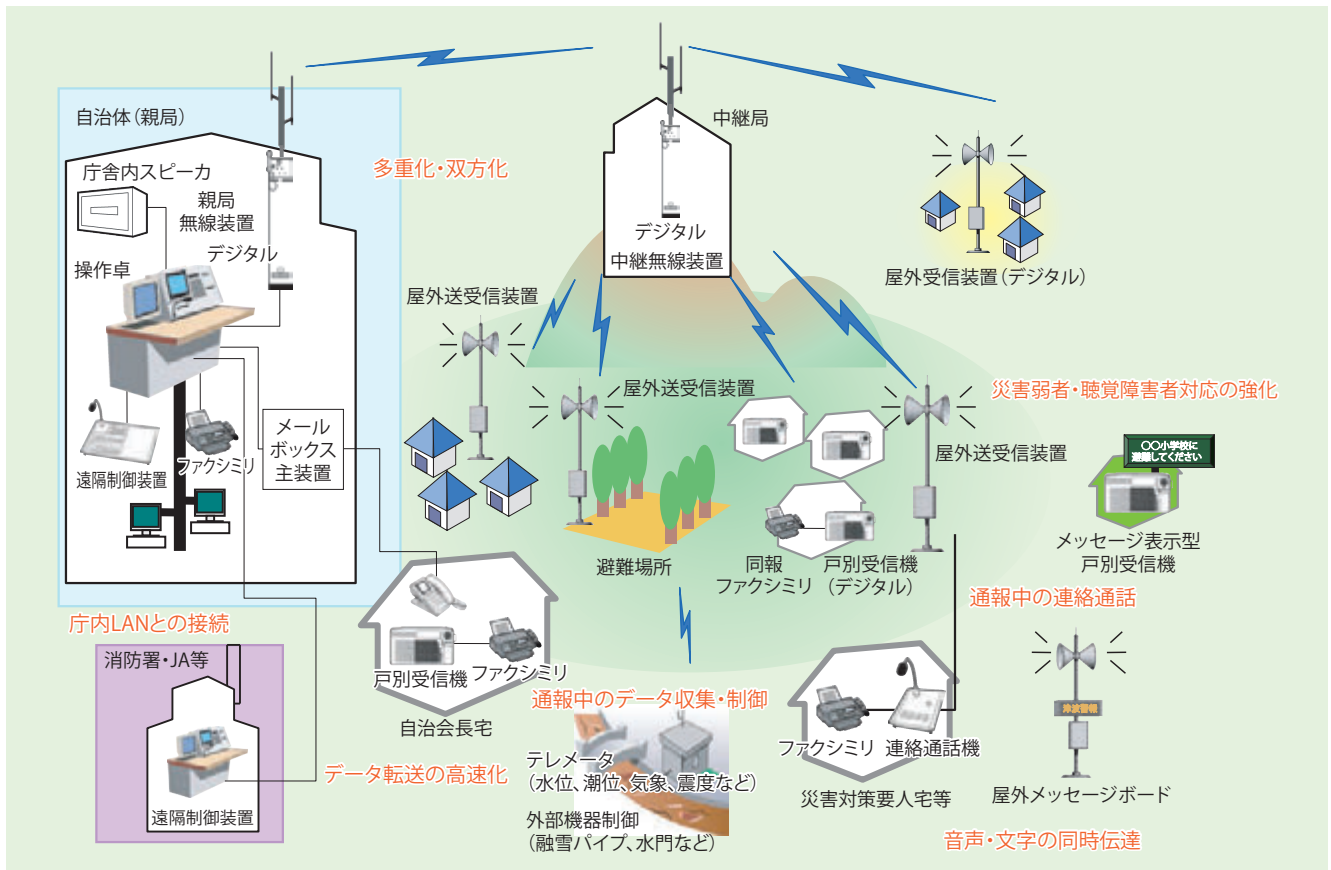 自治体（親局）
庁舎内スピーカ
親局
無線装置
デジタル
操作卓
遠隔制御装置
ファクシミリ
メール
ボックス
主装置
多重化・双方化
中継局
デジタル
中継無線装置
屋外受信装置（デジタル）
屋外送受信装置
屋外送受信装置
避難場所
同報
ファクシミリ
戸別受信機
（デジタル）
屋外送受信装置
災害弱者・聴覚障害者対応の強化
〇〇小学校に
避難してください
メッセージ表示型
戸別受信機
庁内LANとの接続
消防署・JA等
遠隔制御装置
データ転送の高速化
戸別受信機
ファクシミリ
自治会長宅
通報中のデータ収集・制御
テレメータ
（水位、潮位、気象、震度など）
外部機器制御
（融雪パイプ、水門など）
通報中の連絡通話
ファクシミリ
連絡通話機
災害対策要人宅等
津波警報
屋外メッセージボード
音声・文字の同時伝達